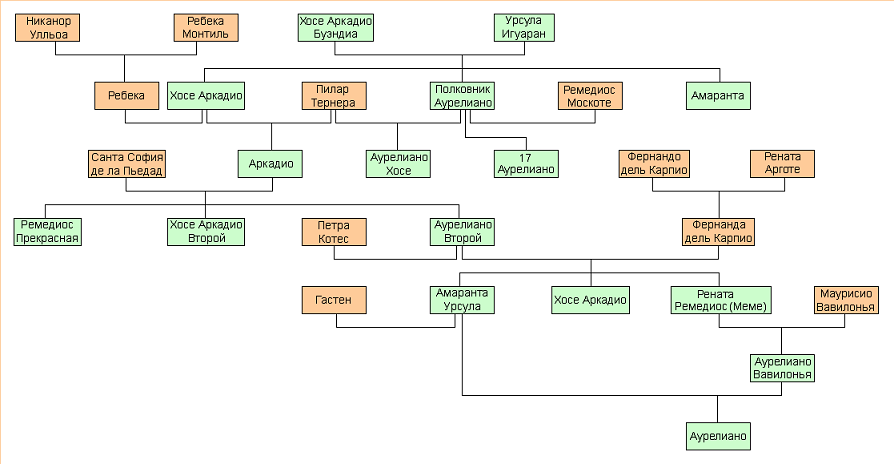 Никанор
Улльоа
Ребека
Монтиль
Хосе Аркадио
Буэндиа
Урсула
Игуаран
Ребека
Хосе Аркадио
Пилар
Тернера
Полковник
Аурелиано
Ремедиос
Москоте
Амаранта
Санта София
де ла Пьедад
Аркадио
Аурелиано
Хосе
17
Аурелиано
Фернандо
дель Карпио
Рената
Арготе
Ремедиос
Прекрасная
Хосе Аркадио
Второй
Петра
Котес
Аурелиано
Второй
Фернанда
дель Карпио
Гастен
Амаранта
Урсула
Хосе Аркадио
Рената
Ремедиос (Меме)
Маурисио
Вавилонья
Аурелиано
Вавилонья
Аурелиано